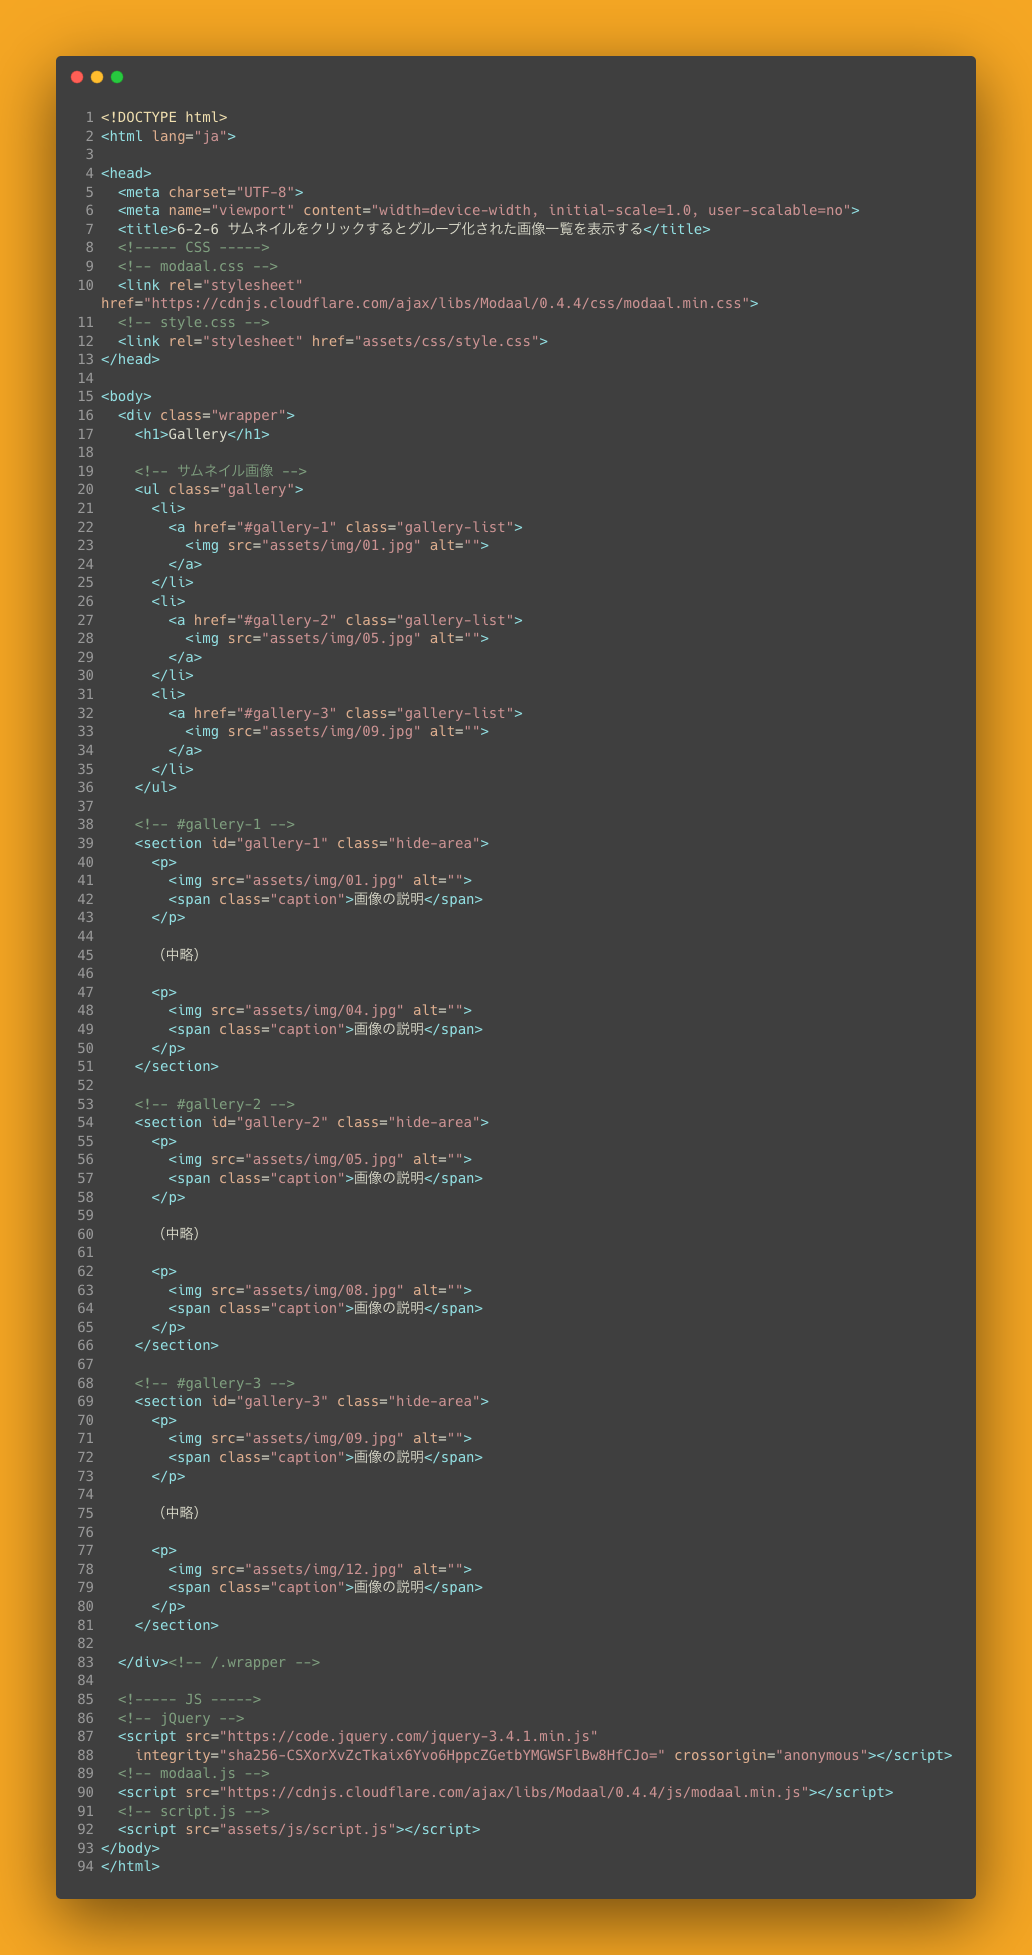 1 <!DOCTYPE html>
2 <html lang="ja">
3
4 <head>
5   <meta charset="UTF-8">
6   <meta name="viewport" content="width=device-width, initial-scale=1.0, user-scalable=no">
7   <title>6-2-6 サムネイルをクリックするとグループ化された画像一覧を表示する</title>
8   <!----- CSS ----->
9   <!-- modaal.css -->
10   <link rel="stylesheet"
href="https://cdnjs.cloudflare.com/ajax/libs/Modaal/0.4.4/css/modaal.min.css">
11   <!-- style.css -->
12   <link rel="stylesheet" href="assets/css/style.css">
13 </head>
14
15 <body>
16   <div class="wrapper">
17     <h1>Gallery</h1>
18
19     <!-- サムネイル画像 -->
20     <ul class="gallery">
21       <li>
22         <a href="#gallery-1" class="gallery-list">
23           <img src="assets/img/01.jpg" alt="">
24         </a>
25       </li>
26       <li>
27         <a href="#gallery-2" class="gallery-list">
28           <img src="assets/img/05.jpg" alt="">
29         </a>
30       </li>
31       <li>
32         <a href="#gallery-3" class="gallery-list">
33           <img src="assets/img/09.jpg" alt="">
34         </a>
35       </li>
36     </ul>
37
38     <!-- #gallery-1 -->
39     <section id="gallery-1" class="hide-area">
40       <p>
41         <img src="assets/img/01.jpg" alt="">
42         <span class="caption">画像の説明</span>
43       </p>
44
45       （中略）
46
47       <p>
48         <img src="assets/img/04.jpg" alt="">
49         <span class="caption">画像の説明</span>
50       </p>
51     </section>
52
53     <!-- #gallery-2 -->
54     <section id="gallery-2" class="hide-area">
55       <p>
56         <img src="assets/img/05.jpg" alt="">
57         <span class="caption">画像の説明</span>
58       </p>
59
60       （中略）
61
62       <p>
63         <img src="assets/img/08.jpg" alt="">
64         <span class="caption">画像の説明</span>
65       </p>
66     </section>
67
68     <!-- #gallery-3 -->
69     <section id="gallery-3" class="hide-area">
70       <p>
71         <img src="assets/img/09.jpg" alt="">
72         <span class="caption">画像の説明</span>
73       </p>
74
75       （中略）
76
77       <p>
78         <img src="assets/img/12.jpg" alt="">
79         <span class="caption">画像の説明</span>
80       </p>
81     </section>
82
83   </div><!-- /.wrapper -->
84
85   <!----- JS ----->
86   <!-- jQuery -->
87   <script src="https://code.jquery.com/jquery-3.4.1.min.js"
88     integrity="sha256-CSXorXvZcTkaix6Yvo6HppcZGetbYMGWSFlBw8HfCJo=" crossorigin="anonymous"></script>
89   <!-- modaal.js -->
90   <script src="https://cdnjs.cloudflare.com/ajax/libs/Modaal/0.4.4/js/modaal.min.js"></script>
91   <!-- script.js -->
92   <script src="assets/js/script.js"></script>
93 </body>
94 </html>